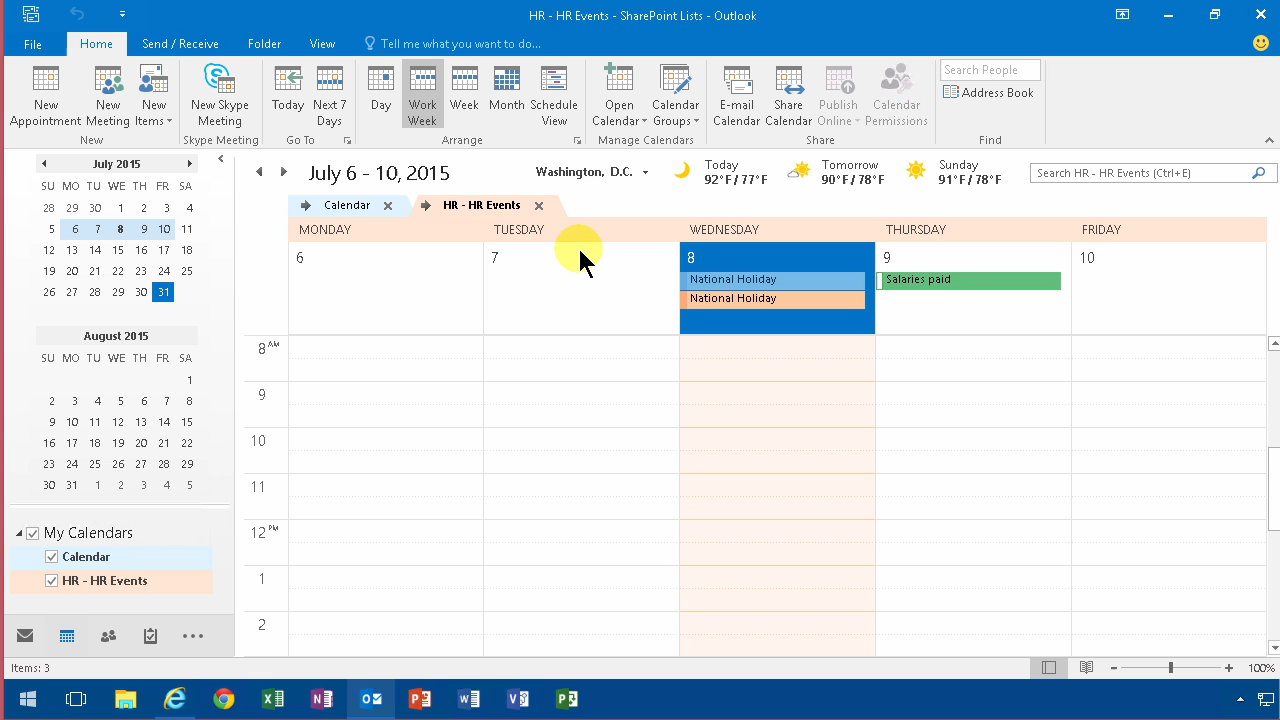 HR - HR Events - SharePoint Lists - Outlook
File Home Send / Receive Folder View Tell me what you want to do...
New Appointment
New Meeting
New Items
New Skype Meeting
Today
Next 7 Days
Day
Work Week
Week
Month
Schedule View
Open Calendar
Calendar Groups
E-mail Calendar
Share Calendar
Publish Online
Calendar Permissions
Search People
Address Book
New Skype Meeting Go To Arrange Manage Calendars Share Find
July 2015
SU MO TU WE TH FR SA
28 29 30 1 2 3 4
5 6 7 8 9 10 11
12 13 14 15 16 17 18
19 20 21 22 23 24 25
26 27 28 29 30 31
August 2015
SU MO TU WE TH FR SA
1
2 3 4 5 6 7 8
9 10 11 12 13 14 15
16 17 18 19 20 21 22
23 24 25 26 27 28 29
30 31 1 2 3 4 5
My Calendars
Calendar
HR - HR Events
July 6 - 10, 2015
Washington, D.C.
Today
92°F/77°F
Tomorrow
90°F/78°F
Sunday
91°F/78°F
Search HR - HR Events (Ctrl+E)
Calendar HR - HR Events
MONDAY TUESDAY WEDNESDAY THURSDAY FRIDAY
6 7 8 9 10
National Holiday Salaries paid
National Holiday
8 AM
9
10
11
12 PM
1
2
Items: 3 100%